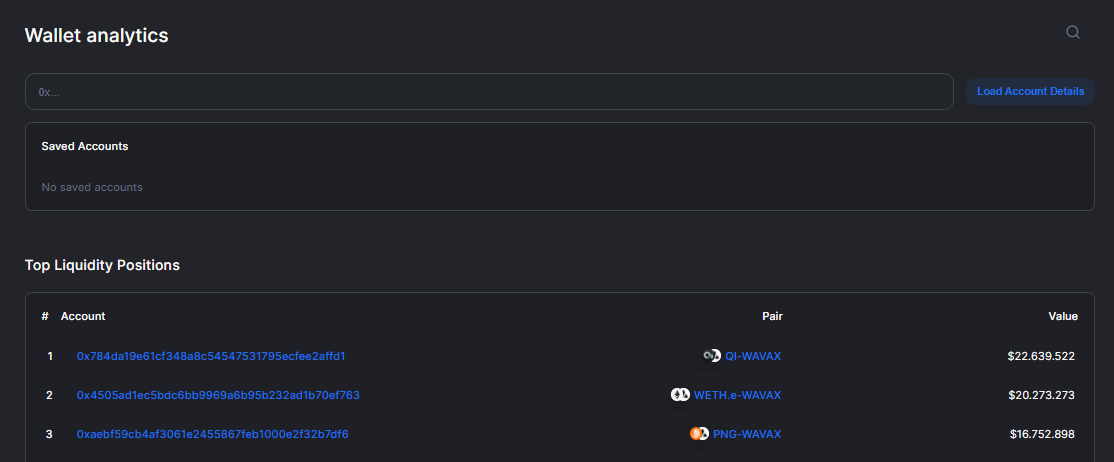 Wallet analytics
0x...
Load Account Details
Saved Accounts
No saved accounts
Top Liquidity Positions
# Account Pair Value
1 0x784da19e61cf348a8c54547531795ecfee2affd1 QI-WAVAX $22.639.522
2 0x4505ad1ec5bdc6bb9969a6b95b232ad1b70ef763 WETH.e-WAVAX $20.273.273
3 0xaebf59cb4af3061e2455867feb1000e2f32b7df6 PNG-WAVAX $16.752.898